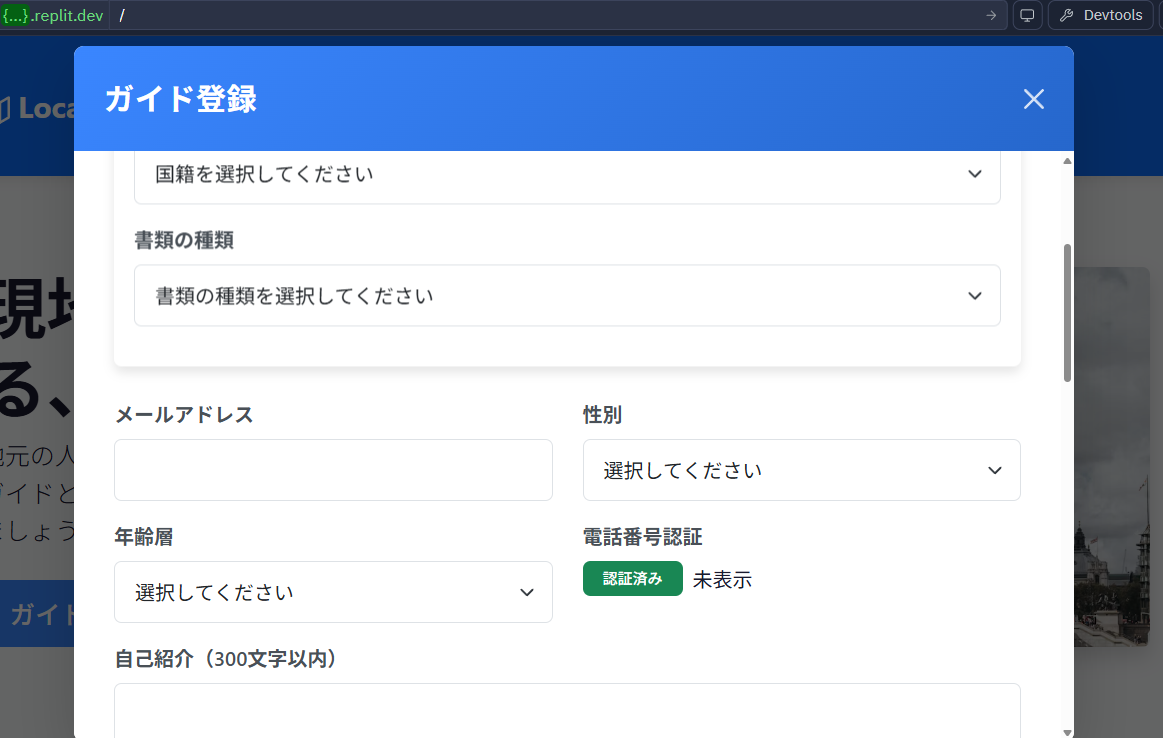 {...}.replit.dev /
Devtools
Loca
ガイド登録
国籍を選択してください
書類の種類
書類の種類を選択してください
現地
る、
メールアドレス
性別
選択してください
地元の人
ガイドと
ましょう
年齢層
電話番号認証
選択してください
認証済み 未表示
ガイド
自己紹介（300文字以内）